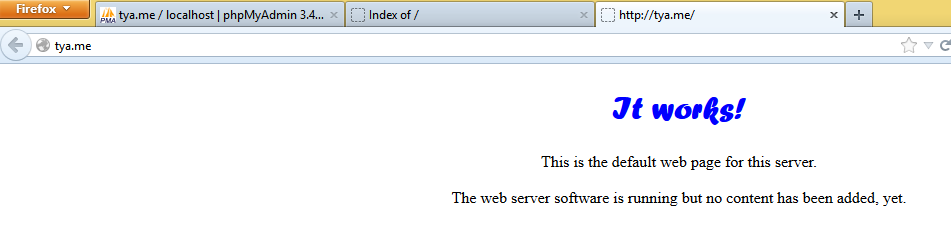 Firefox
tya.me / localhost | phpMyAdmin 3.4...
Index of /
http://tya.me/
tya.me
It works!
This is the default web page for this server.
The web server software is running but no content has been added, yet.